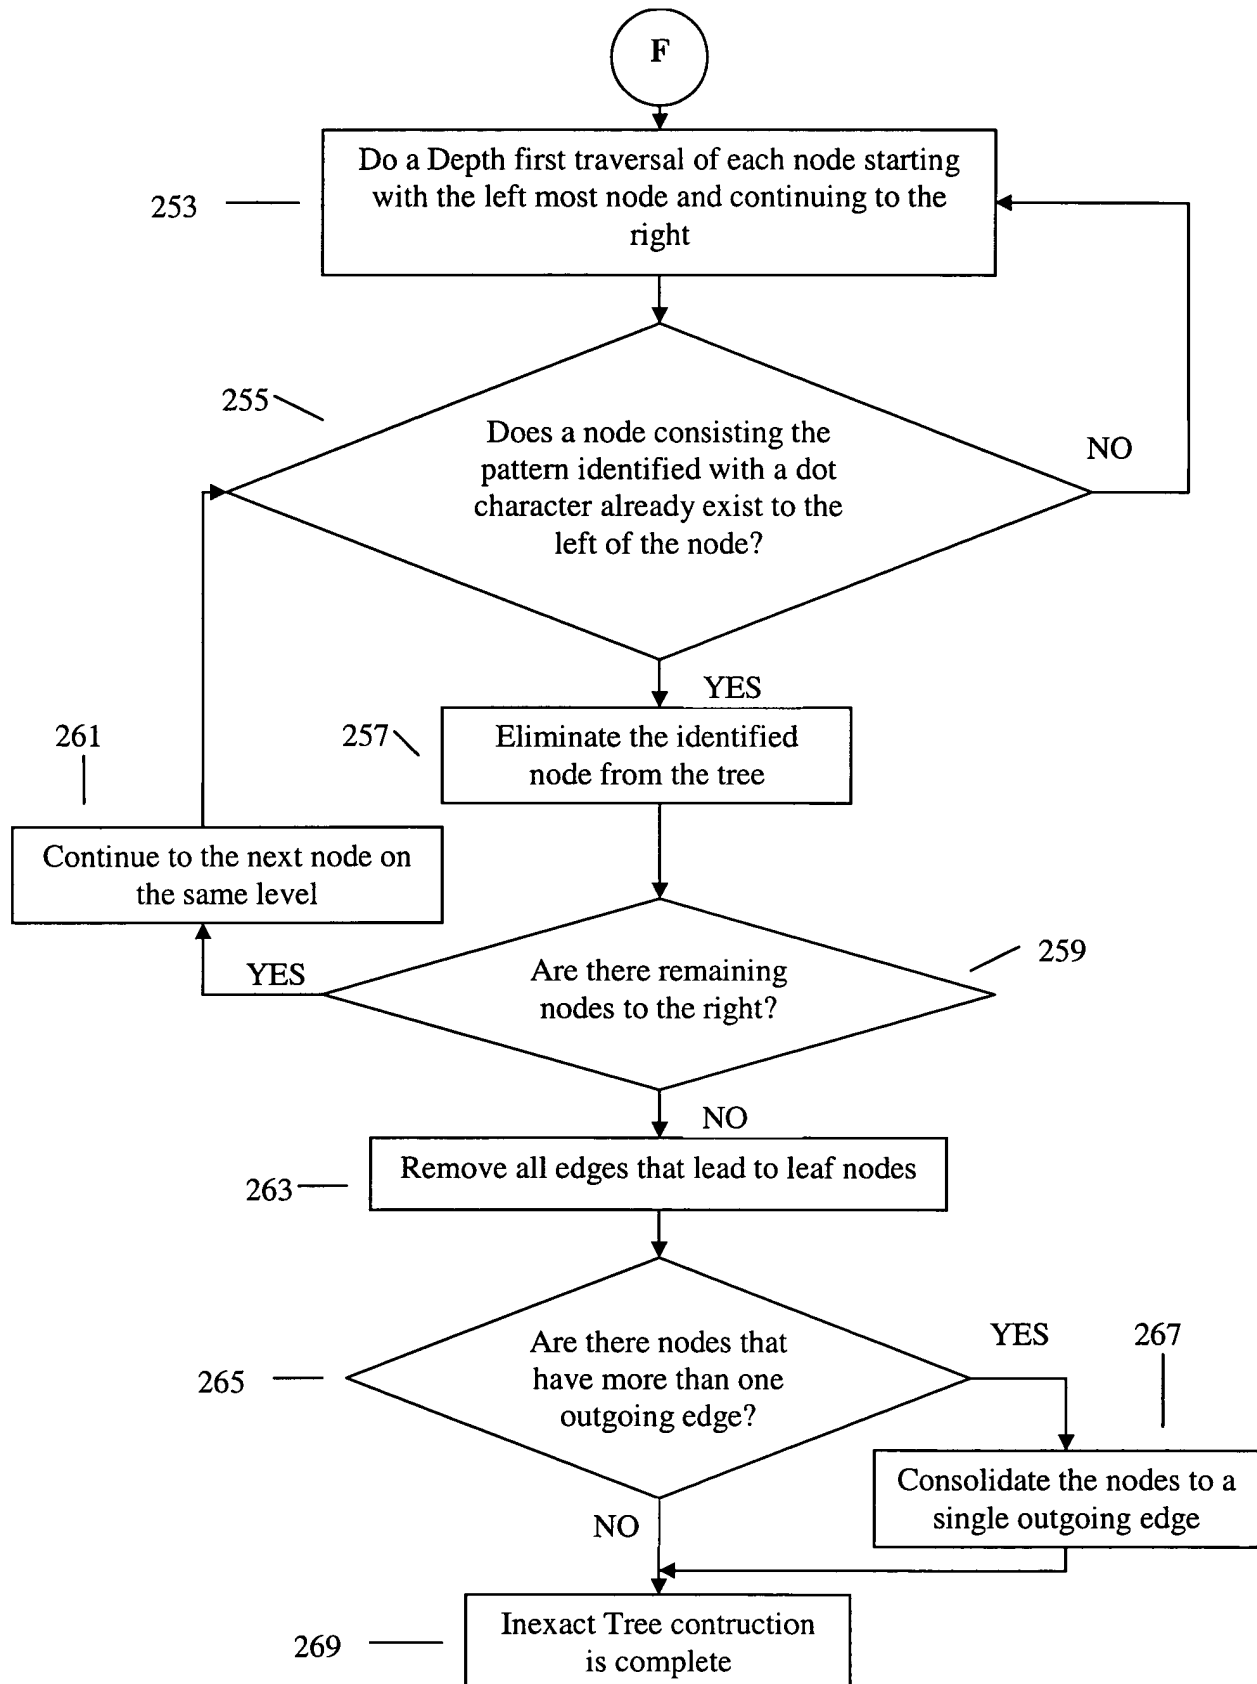 F
Do a Depth first traversal of each node starting
with the left most node and continuing to the
right
253
255
Does a node consisting the
pattern identified with a dot
character already exist to the
left of the node?
NO
YES
261
257
Eliminate the identified
node from the tree
Continue to the next node on
the same level
259
YES
Are there remaining
nodes to the right?
NO
263
Remove all edges that lead to leaf nodes
265
Are there nodes that
have more than one
outgoing edge?
YES
267
Consolidate the nodes to a
single outgoing edge
NO
269
Inexact Tree contruction
is complete